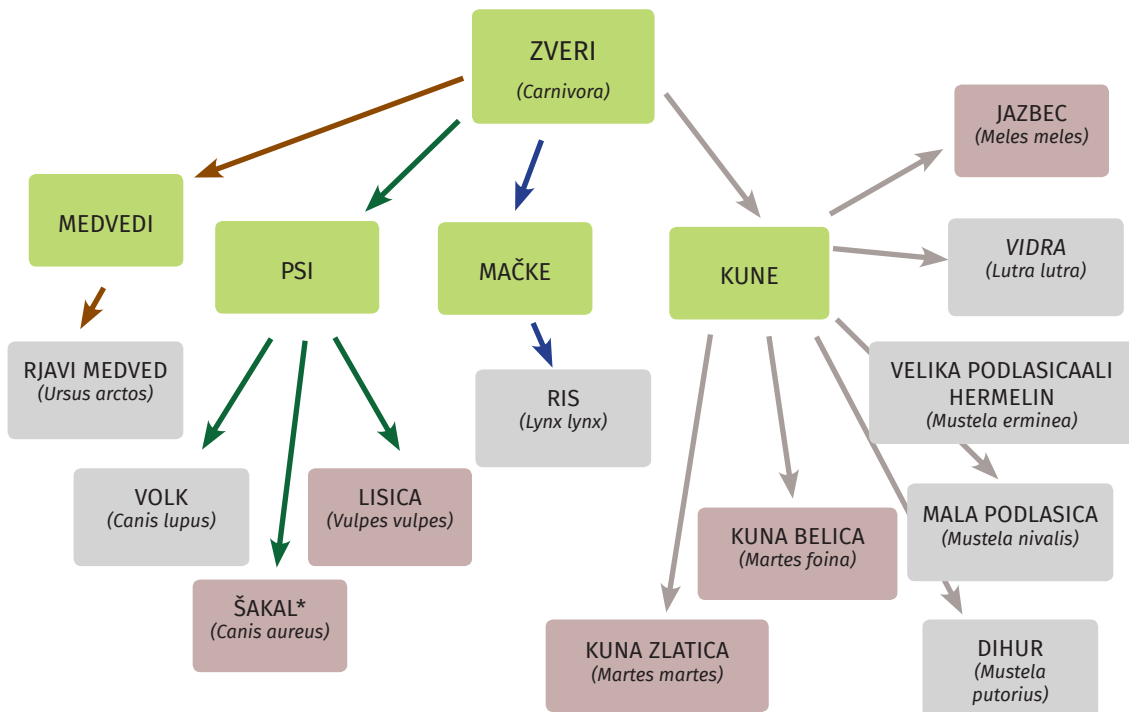 ZVERI
(Carnivora)
MEDVEDI
PSI
MAČKE
KUNE
JAZBEC
(Meles meles)
VIDRA
(Lutra lutra)
RJAVI MEDVED
(Ursus arctos)
RIS
(Lynx lynx)
VELIKA PODLASICAALI
HERMELIN
(Mustela erminea)
VOLK
(Canis lupus)
LISICA
(Vulpes vulpes)
KUNA BELICA
(Martes foina)
MALA PODLASICA
(Mustela nivalis)
ŠAKAL*
(Canis aureus)
KUNA ZLATICA
(Martes martes)
DIHUR
(Mustela
putorius)